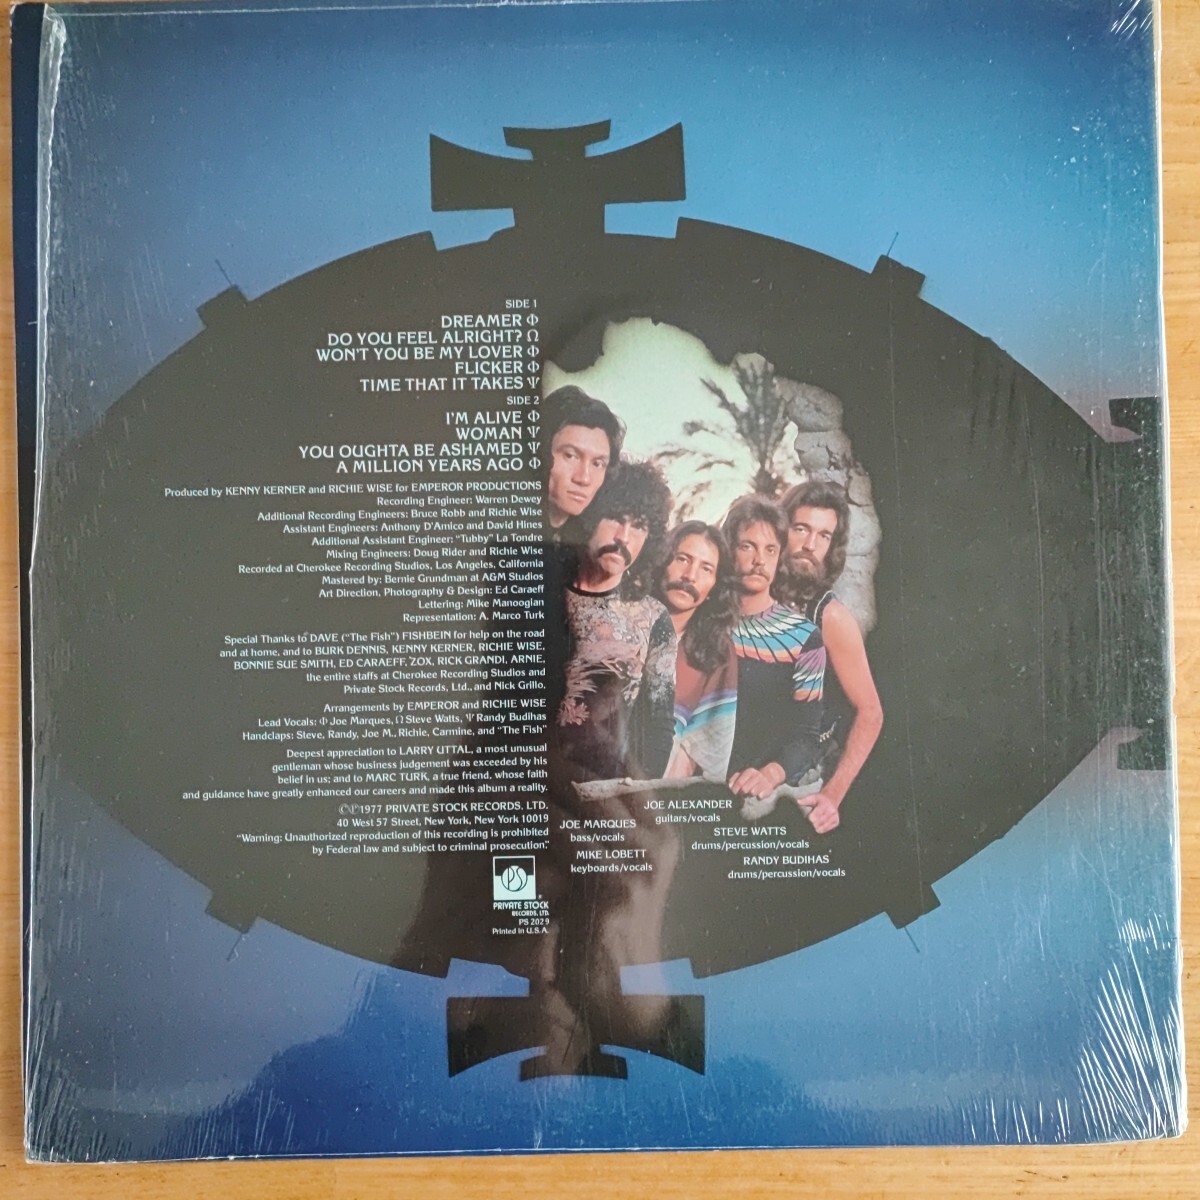 SIDE 1
DREAMER Φ
DO YOU FEEL ALRIGHT? Ω
WON'T YOU BE MY LOVER Φ
FLICKER Φ
TIME THAT IT TAKES Ψ
SIDE 2
I'M ALIVE Φ
WOMAN Ψ
YOU OUGHTA BE ASHAMED Ψ
A MILLION YEARS AGO Φ
Produced by KENNY KERNER and RICHIE WISE for EMPEROR PRODUCTIONS
Recording Engineer: Warren Dewey
Additional Recording Engineers: Bruce Robb and Richie Wise
Assistant Engineers: Anthony D'Amico and David Hines
Additional Assistant Engineer: "Tubby" La Tondre
Mixing Engineers: Doug Rider and Richie Wise
Recorded at Cherokee Recording Studios, Los Angeles, California
Mastered by: Bernie Grundman at A&M Studios
Art Direction, Photography & Design: Ed Caraeff
Lettering: Mike Manoogian
Representation: A. Marco Turk
Special Thanks to DAVE ("The Fish") FISHBEIN for help on the road
and at home, and to BURK DENNIS, KENNY KERNER, RICHIE WISE,
BONNIE SUE SMITH, ED CARAEFF, ZOX, RICK GRANDI, ARNIE,
the entire staffs at Cherokee Recording Studios and
Private Stock Records, Ltd., and Nick Grillo.
Arrangements by EMPEROR and RICHIE WISE
Lead Vocals: Φ Joe Marques, Ω Steve Watts, Ψ Randy Budihas
Handclaps: Steve, Randy, Joe M., Richie, Carmine, and "The Fish"
Deepest appreciation to LARRY UTTAL, a most unusual
gentleman whose business judgement was exceeded by his
belief in us; and to MARC TURK, a true friend, whose faith
and guidance have greatly enhanced our careers and made this album a reality.
©℗1977 PRIVATE STOCK RECORDS, LTD.
40 West 57 Street, New York, New York 10019
"Warning: Unauthorized reproduction of this recording is prohibited
by Federal law and subject to criminal prosecution."
PS
PRIVATE STOCK ®
RECORDS, LTD.
PS 2029
Printed in U.S.A.
JOE ALEXANDER
guitars/vocals
JOE MARQUES
bass/vocals
STEVE WATTS
drums/percussion/vocals
MIKE LOBETT
keyboards/vocals
RANDY BUDIHAS
drums/percussion/vocals